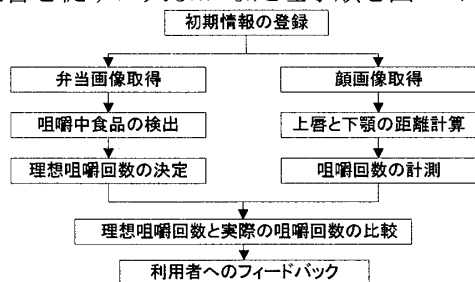 初期情報の登録
弁当画像取得
顔画像取得
咀嚼中食品の検出
上唇と下顎の距離計算
理想咀嚼回数の決定
咀嚼回数の計測
理想咀嚼回数と実際の咀嚼回数の比較
利用者へのフィードバック